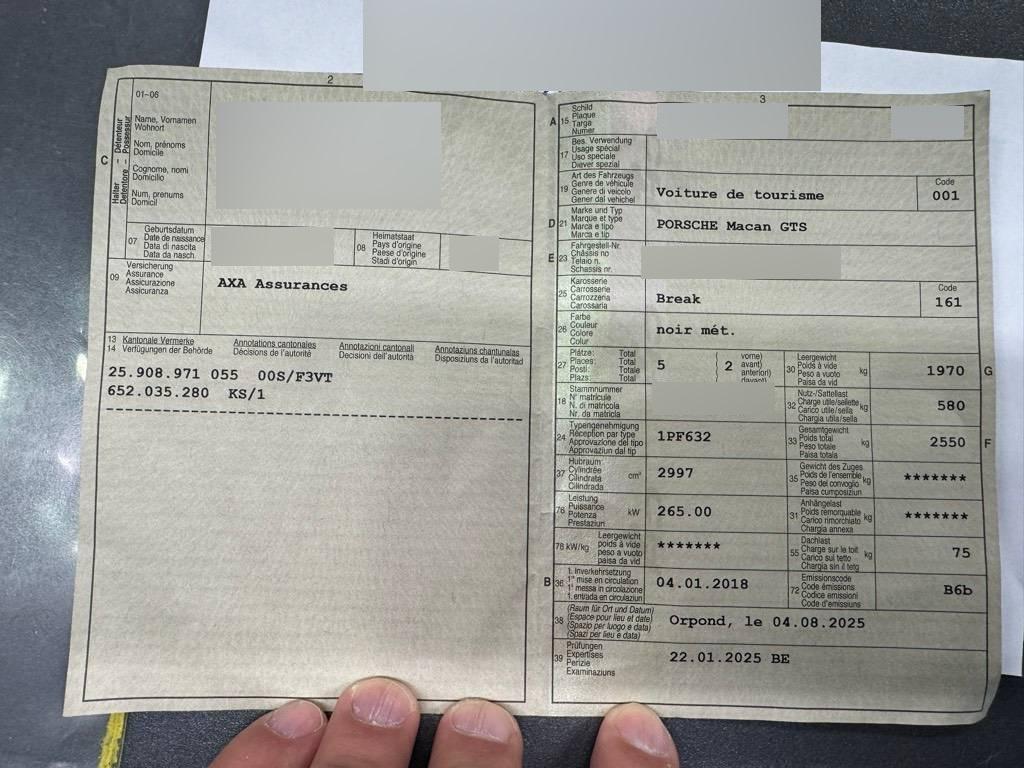 2
01–06
Name, Vornamen
Wohnort
Nom, prénoms
Domicile
Cognome, nomi
Domicilio
Num, prenums
Domicil
C
Halter – Détenteur
Detentore – Possessur
07
Geburtsdatum
Date de naissance
Data di nascita
Data da nasch.
08
Heimatstaat
Pays d'origine
Paese d'origine
Stadi d'origin
09
Versicherung
Assurance
Assicurazione
Assicuranza
AXA Assurances
13 Kantonale Vermerke
14 Verfügungen der Behörde
Annotations cantonales
Décisions de l'autorité
Annotazioni cantonali
Decisioni dell'autorità
Annotaziuns chantunalas
Disposiziuns da l'autoritad
25.908.971 055 00S/F3VT
652.035.280 KS/1
3
A 15
Schild
Plaque
Targa
Numer
17
Bes. Verwendung
Usage spécial
Uso speciale
Diever spezial
19
Art des Fahrzeugs
Genre de véhicule
Genere di veicolo
Gener dal vehichel
Voiture de tourisme
Code
001
D 21
Marke und Typ
Marque et type
Marca e tipo
Marca e tip
PORSCHE Macan GTS
E 23
Fahrgestell-Nr.
Châssis no
Telaio n.
Schassis nr.
25
Karosserie
Carrosserie
Carrozzeria
Carossaria
Break
Code
161
26
Farbe
Couleur
Colore
Colur
noir mét.
27
Plätze: Total
Places: Total
Posti: Totale
Plazs: Total
5
2
vorne)
avant)
anteriori)
davant)
30
Leergewicht
Poids à vide
Peso a vuoto
Paisa da vid
kg
1970
G
18
Stammnummer
N° matricule
N. di matricola
Nr. da matricla
32
Nutz-/Sattellast
Charge utile/sellette
Carico utile/sella
Chargia utila/sella
kg
580
24
Typengenehmigung
Réception par type
Approvazione del tipo
Approvaziun dal tip
1PF632
33
Gesamtgewicht
Poids total
Peso totale
Paisa totala
kg
2550
F
37
Hubraum
Cylindrée
Cilindrata
Cilindrada
cm³
2997
35
Gewicht des Zuges
Poids de l'ensemble
Peso del convoglio
Paisa cumposiziun
kg
*******
76
Leistung
Puissance
Potenza
Prestaziun
kW
265.00
31
Anhängelast
Poids remorquable
Carico rimorchiato
Chargia annexa
kg
*******
78 kW/kg
Leergewicht
poids à vide
peso a vuoto
paisa da vid
*******
55
Dachlast
Charge sur le toit
Carico sul tetto
Chargia sin il tetg
kg
75
B 36
1. Inverkehrsetzung
1re mise en circulation
1a messa in circolazione
1. entrada en circulaziun
04.01.2018
72
Emissionscode
Code émissions
Codice emissioni
Code d'emissiuns
B6b
38
(Raum für Ort und Datum)
(Espace pour lieu et date)
(Spazio per luogo e data)
(Spazi per lieu e data)
Orpond, le 04.08.2025
39
Prüfungen
Expertises
Perizie
Examinaziuns
22.01.2025 BE